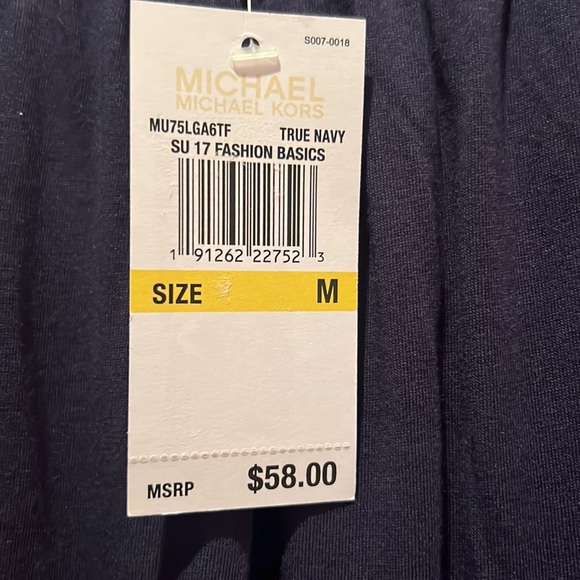 S007-0018
MICHAEL
MICHAEL KORS
MU75LGA6TF TRUE NAVY
SU 17 FASHION BASICS
1 91262 22752 3
SIZE M
MSRP $58.00